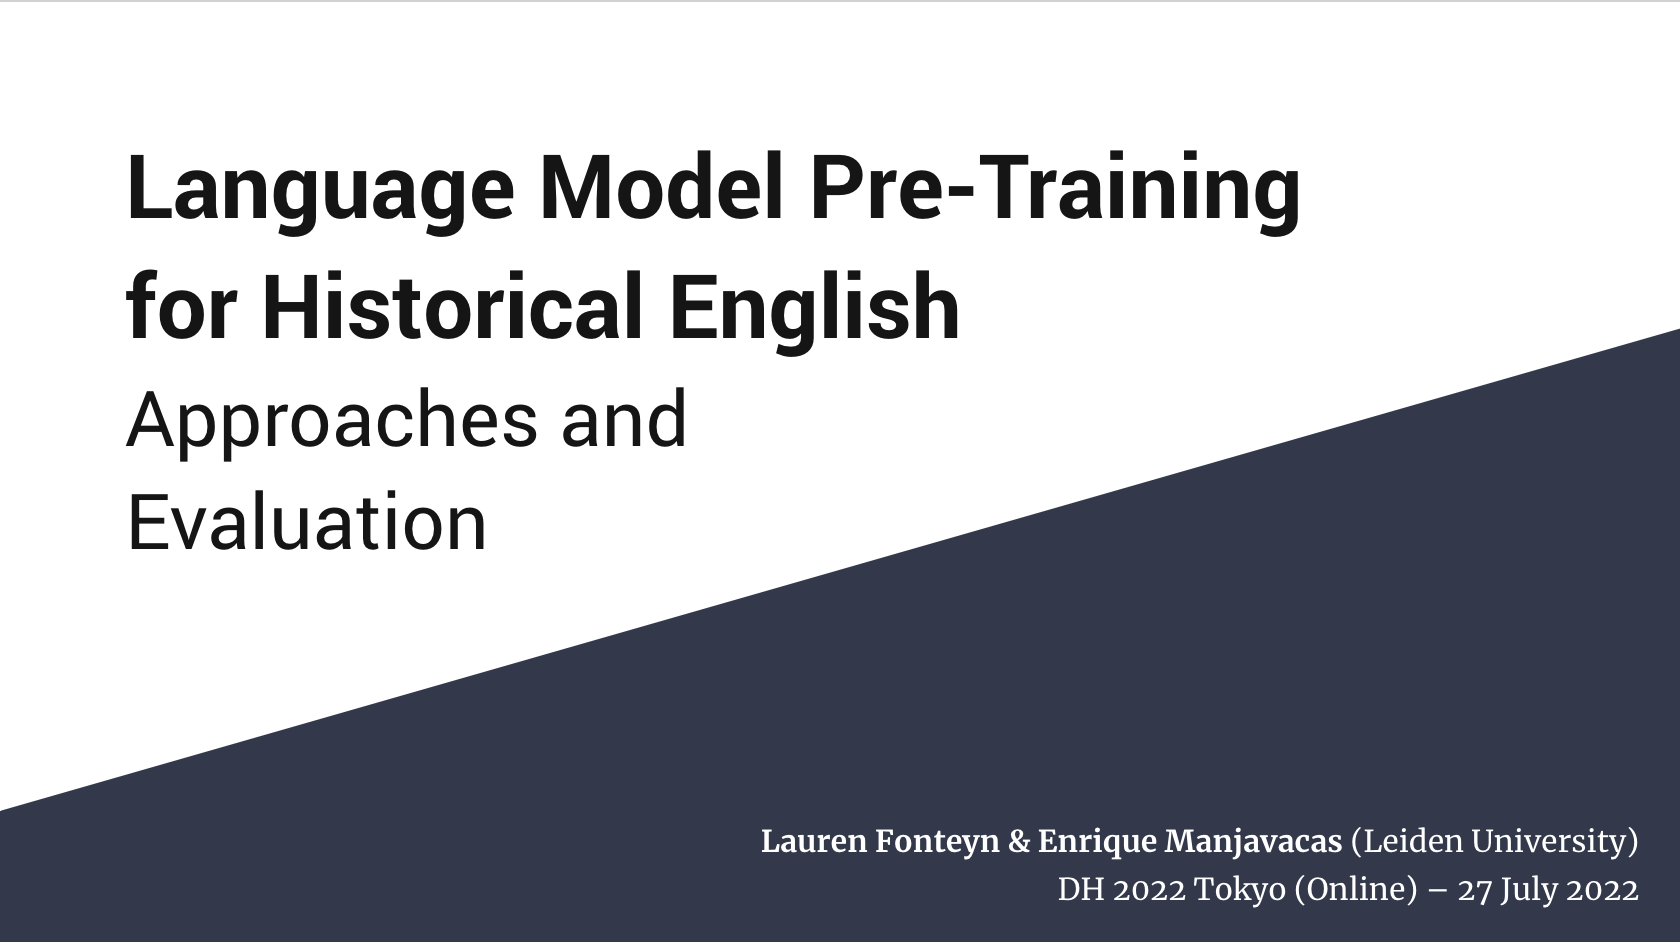 Language Model Pre-Training
for Historical English
Approaches and
Evaluation
Lauren Fonteyn & Enrique Manjavacas (Leiden University)
DH 2022 Tokyo (Online) – 27 July 2022